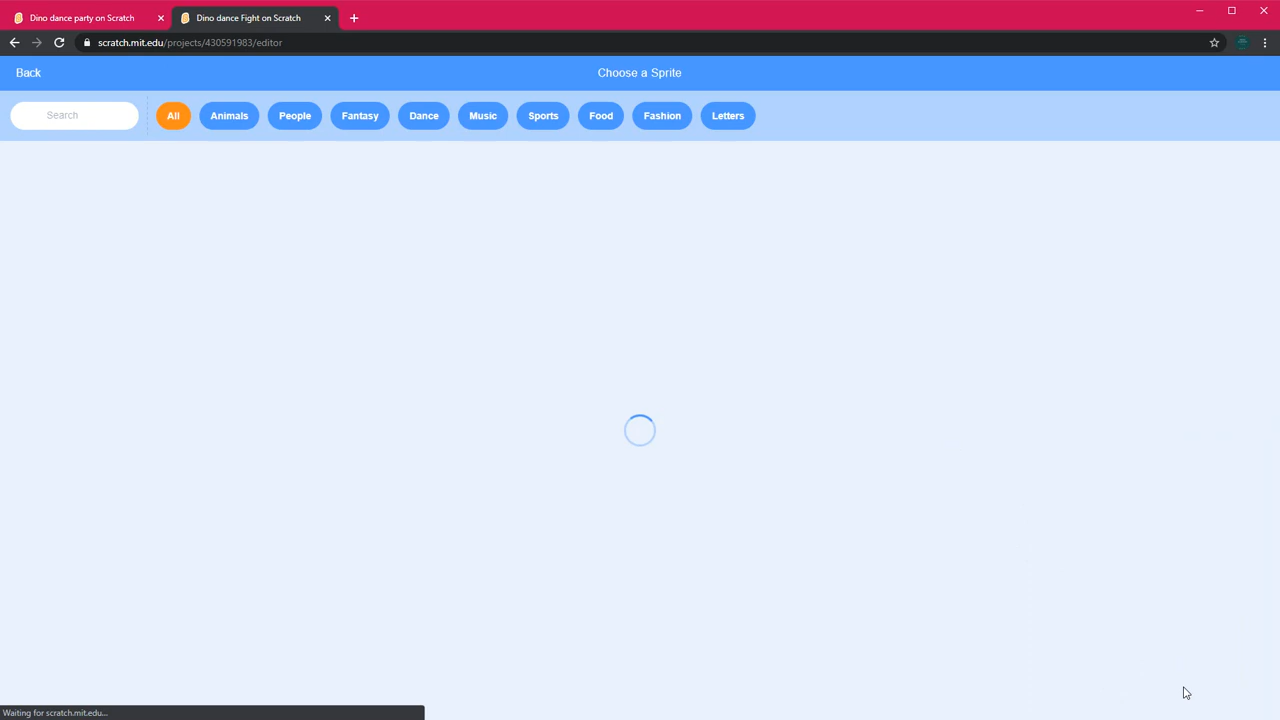 Dino dance party on Scratch
Dino dance Fight on Scratch
scratch.mit.edu/projects/430591983/editor
Back
Choose a Sprite
Search
All
Animals
People
Fantasy
Dance
Music
Sports
Food
Fashion
Letters
Waiting for scratch.mit.edu...